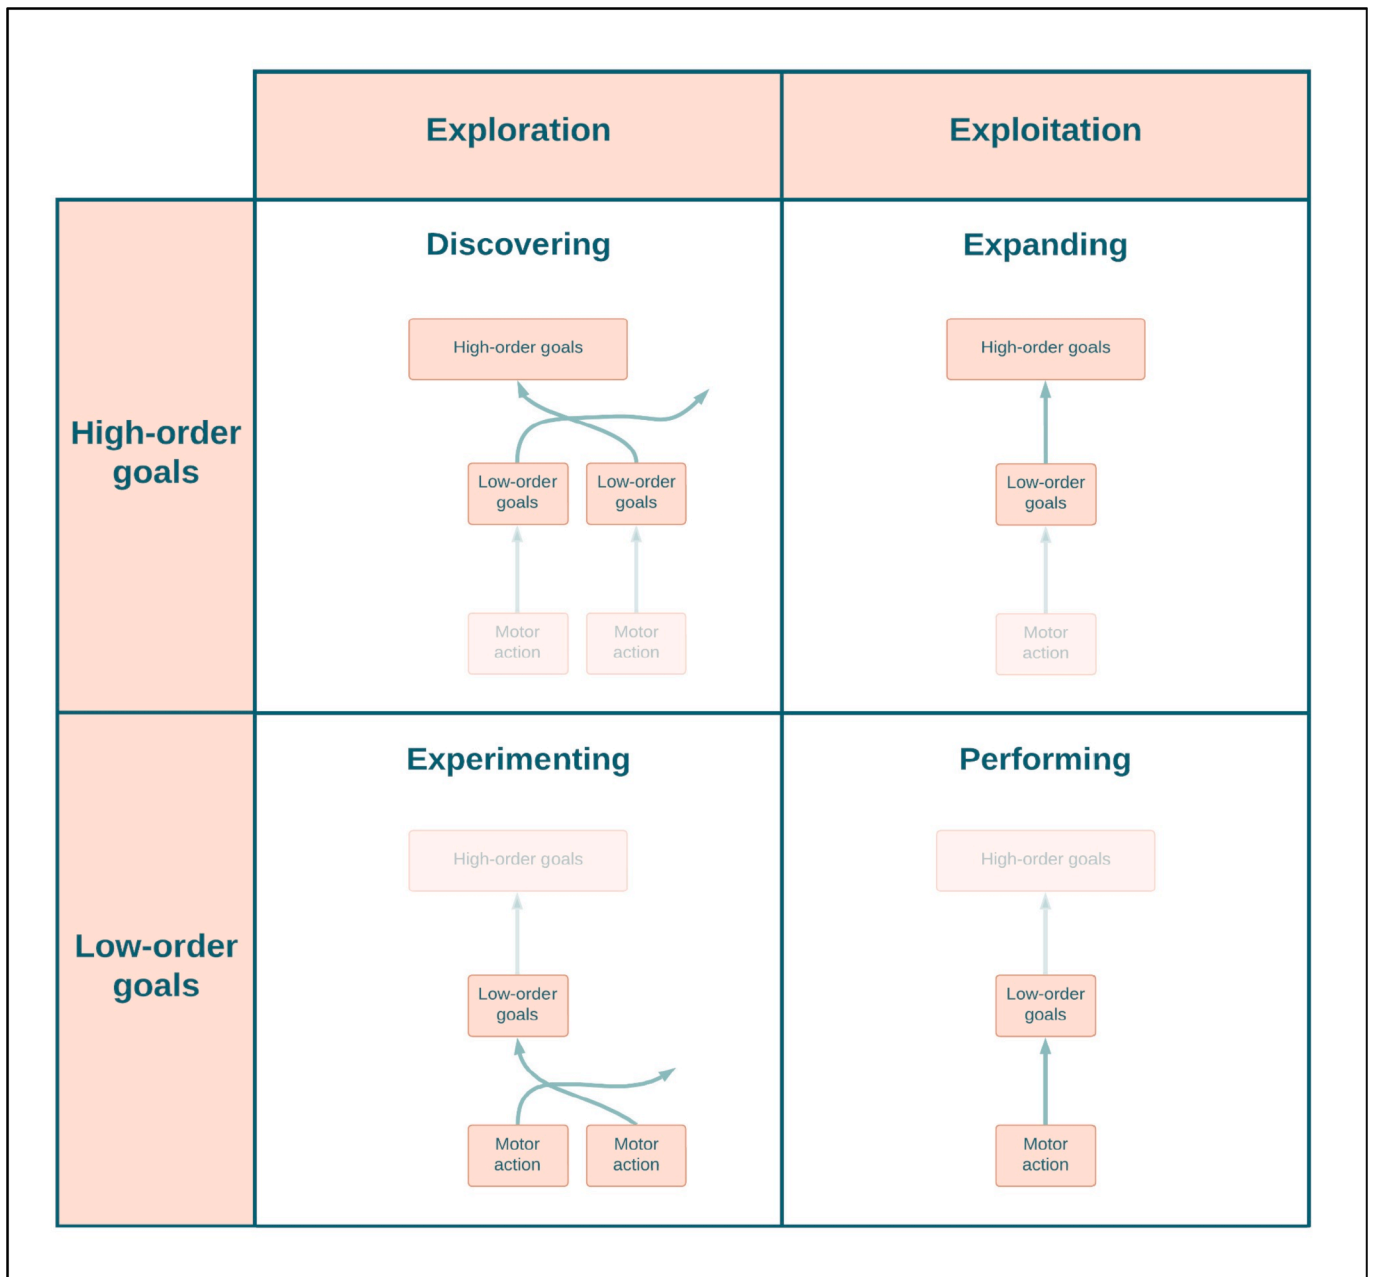 Exploration
Exploitation
High-order
goals
Discovering
High-order goals
Low-order
goals
Low-order
goals
Motor
action
Motor
action
Expanding
High-order goals
Low-order
goals
Motor
action
Low-order
goals
Experimenting
High-order goals
Low-order
goals
Motor
action
Motor
action
Performing
High-order goals
Low-order
goals
Motor
action